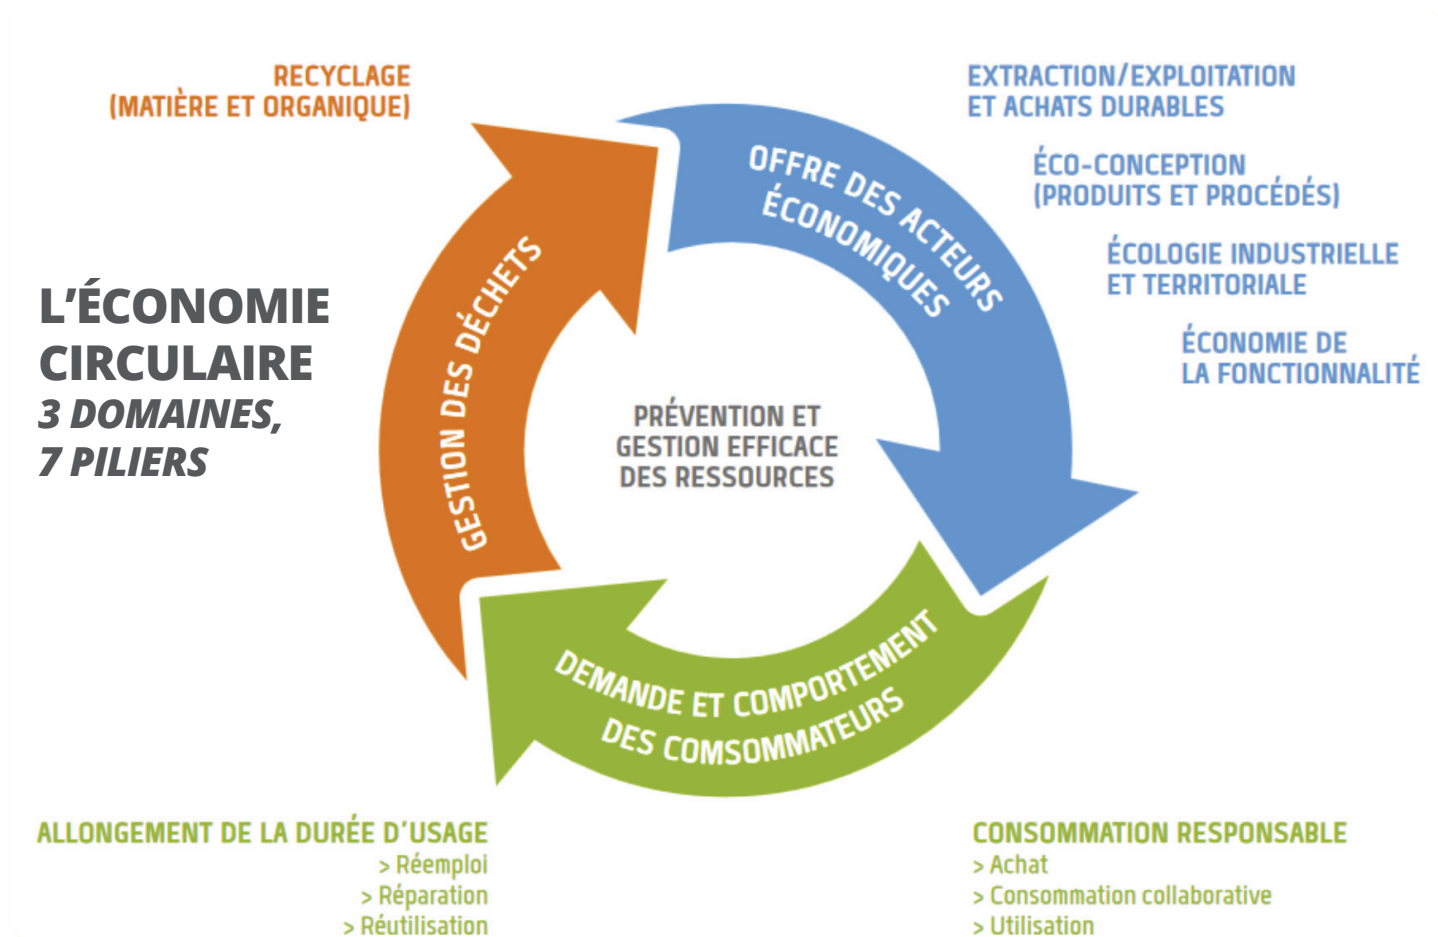 RECYCLAGE
(MATIÈRE ET ORGANIQUE)
EXTRACTION/EXPLOITATION
ET ACHATS DURABLES
ÉCO-CONCEPTION
(PRODUITS ET PROCÉDÉS)
ÉCOLOGIE INDUSTRIELLE
ET TERRITORIALE
ÉCONOMIE DE
LA FONCTIONNALITÉ
OFFRE DES ACTEURS
ÉCONOMIQUES
GESTION DES DÉCHETS
L’ÉCONOMIE
CIRCULAIRE
3 DOMAINES,
7 PILIERS
PRÉVENTION ET
GESTION EFFICACE
DES RESSOURCES
DEMANDE ET COMPORTEMENT
DES COMSOMMATEURS
ALLONGEMENT DE LA DURÉE D’USAGE
> Réemploi
> Réparation
> Réutilisation
CONSOMMATION RESPONSABLE
> Achat
> Consommation collaborative
> Utilisation